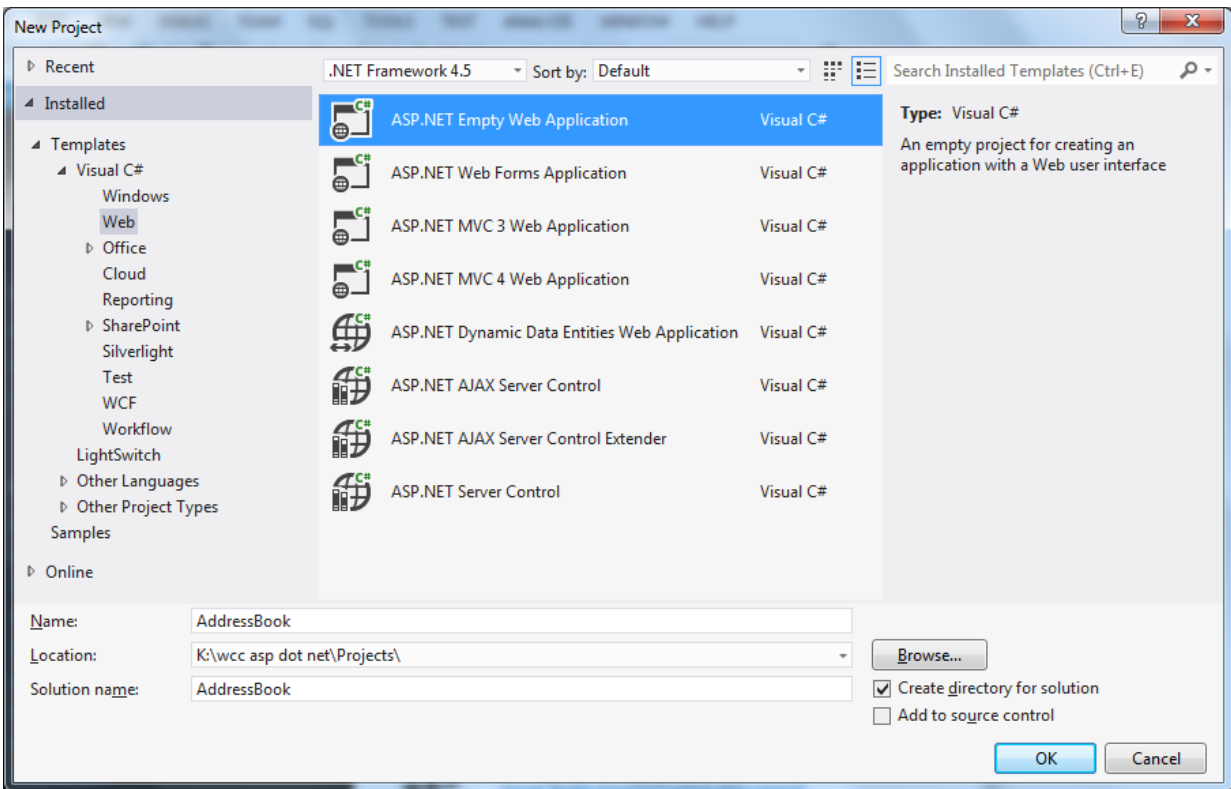 New Project
Recent
.NET Framework 4.5
Sort by: Default
Search Installed Templates (Ctrl+E)
Installed
Templates
Visual C#
Windows
Web
Office
Cloud
Reporting
SharePoint
Silverlight
Test
WCF
Workflow
LightSwitch
Other Languages
Other Project Types
Samples
Online
ASP.NET Empty Web Application Visual C#
ASP.NET Web Forms Application Visual C#
ASP.NET MVC 3 Web Application Visual C#
ASP.NET MVC 4 Web Application Visual C#
ASP.NET Dynamic Data Entities Web Application Visual C#
ASP.NET AJAX Server Control Visual C#
ASP.NET AJAX Server Control Extender Visual C#
ASP.NET Server Control Visual C#
Type: Visual C#
An empty project for creating an
application with a Web user interface
Name: AddressBook
Location: K:\wcc asp dot net\Projects\
Browse...
Solution name: AddressBook
Create directory for solution
Add to source control
OK
Cancel